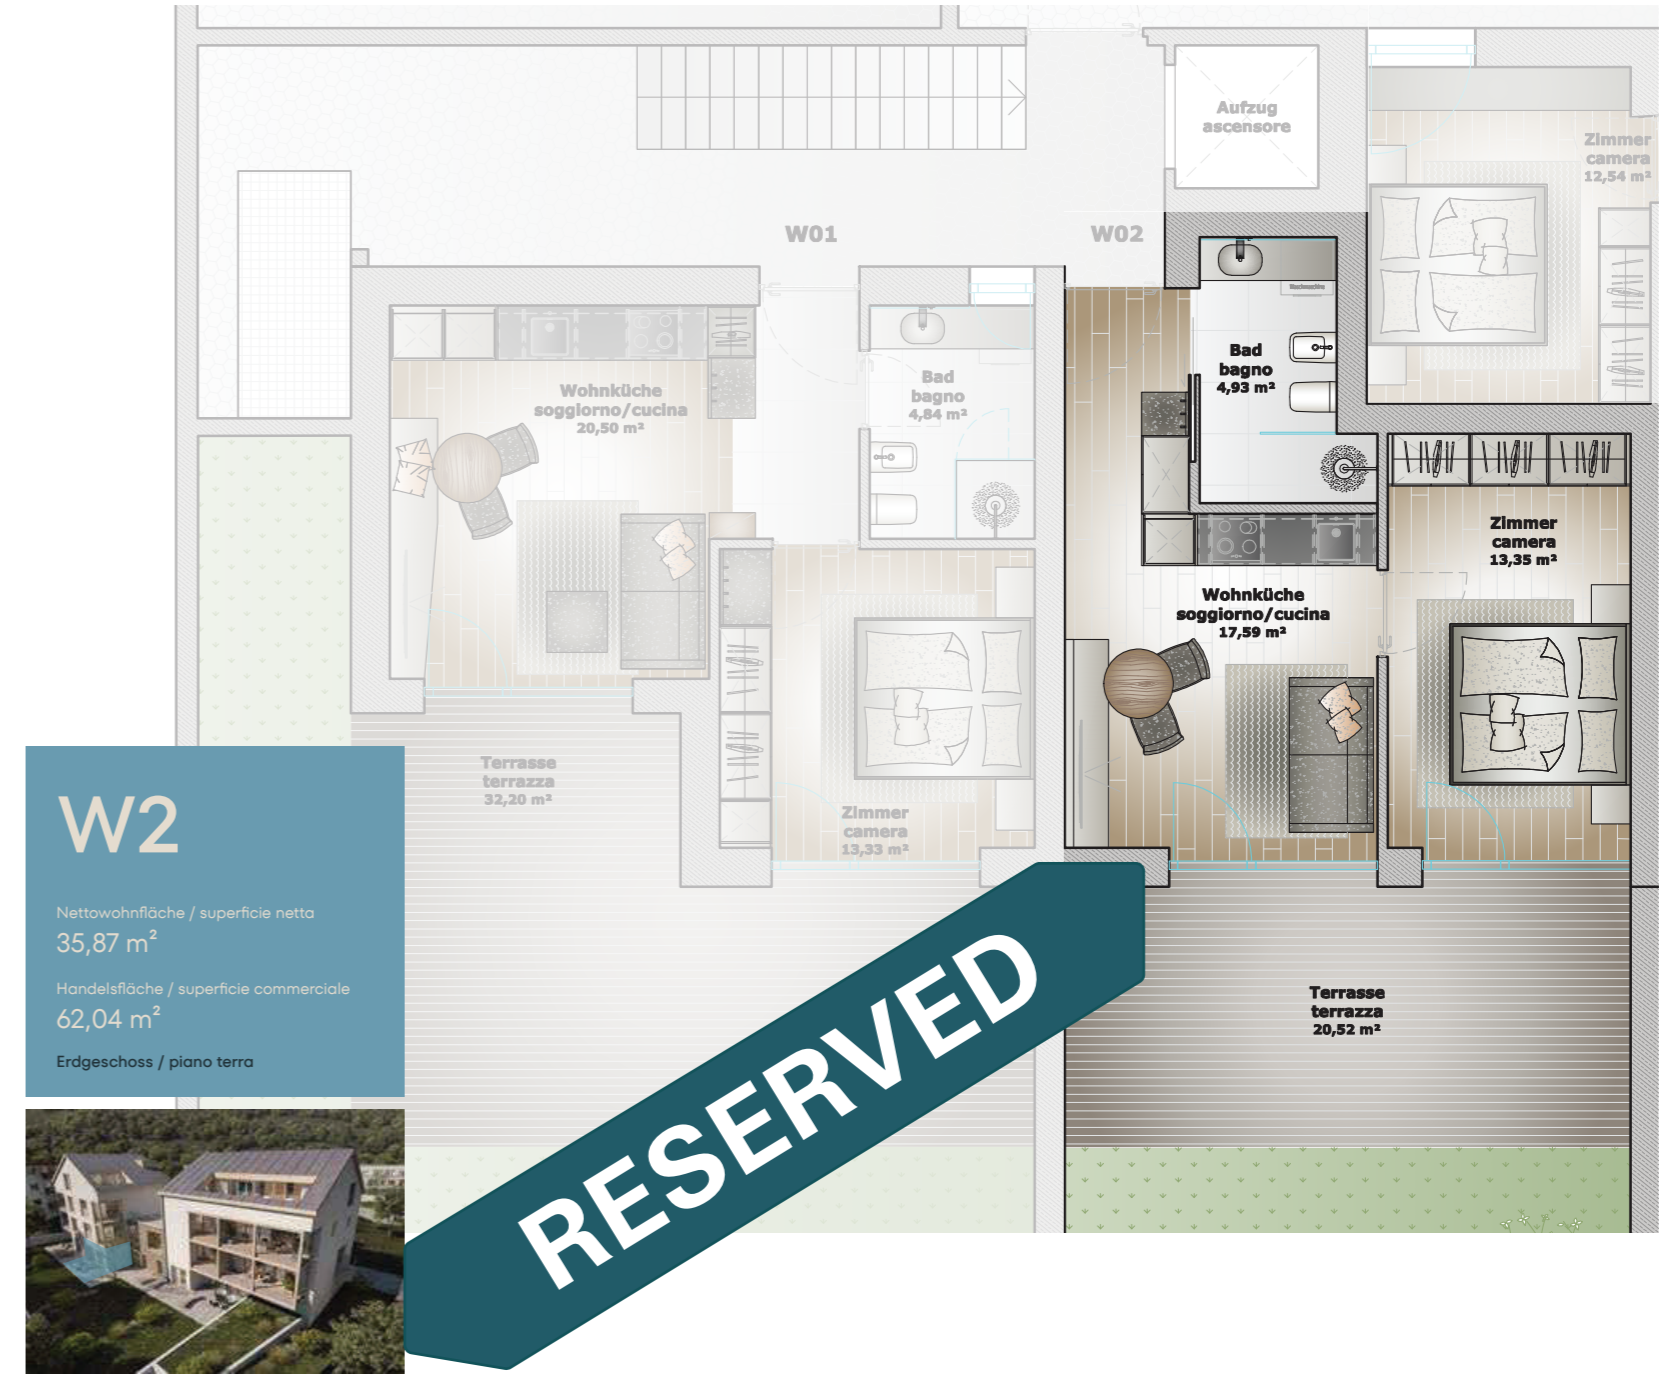 Aufzug
ascensore
Zimmer
camera
12,54 m²
W01
W02
Bad
bagno
4,93 m²
Wohnküche
soggiorno/cucina
20,50 m²
Bad
bagno
4,84 m²
Zimmer
camera
13,35 m²
Wohnküche
soggiorno/cucina
17,59 m²
Terrasse
terrazza
32,20 m²
Zimmer
camera
13,33 m²
W2
Nettowohnfläche / superficie netta
35,87 m²
Handelsfläche / superficie commerciale
62,04 m²
Erdgeschoss / piano terra
RESERVED
Terrasse
terrazza
20,52 m²